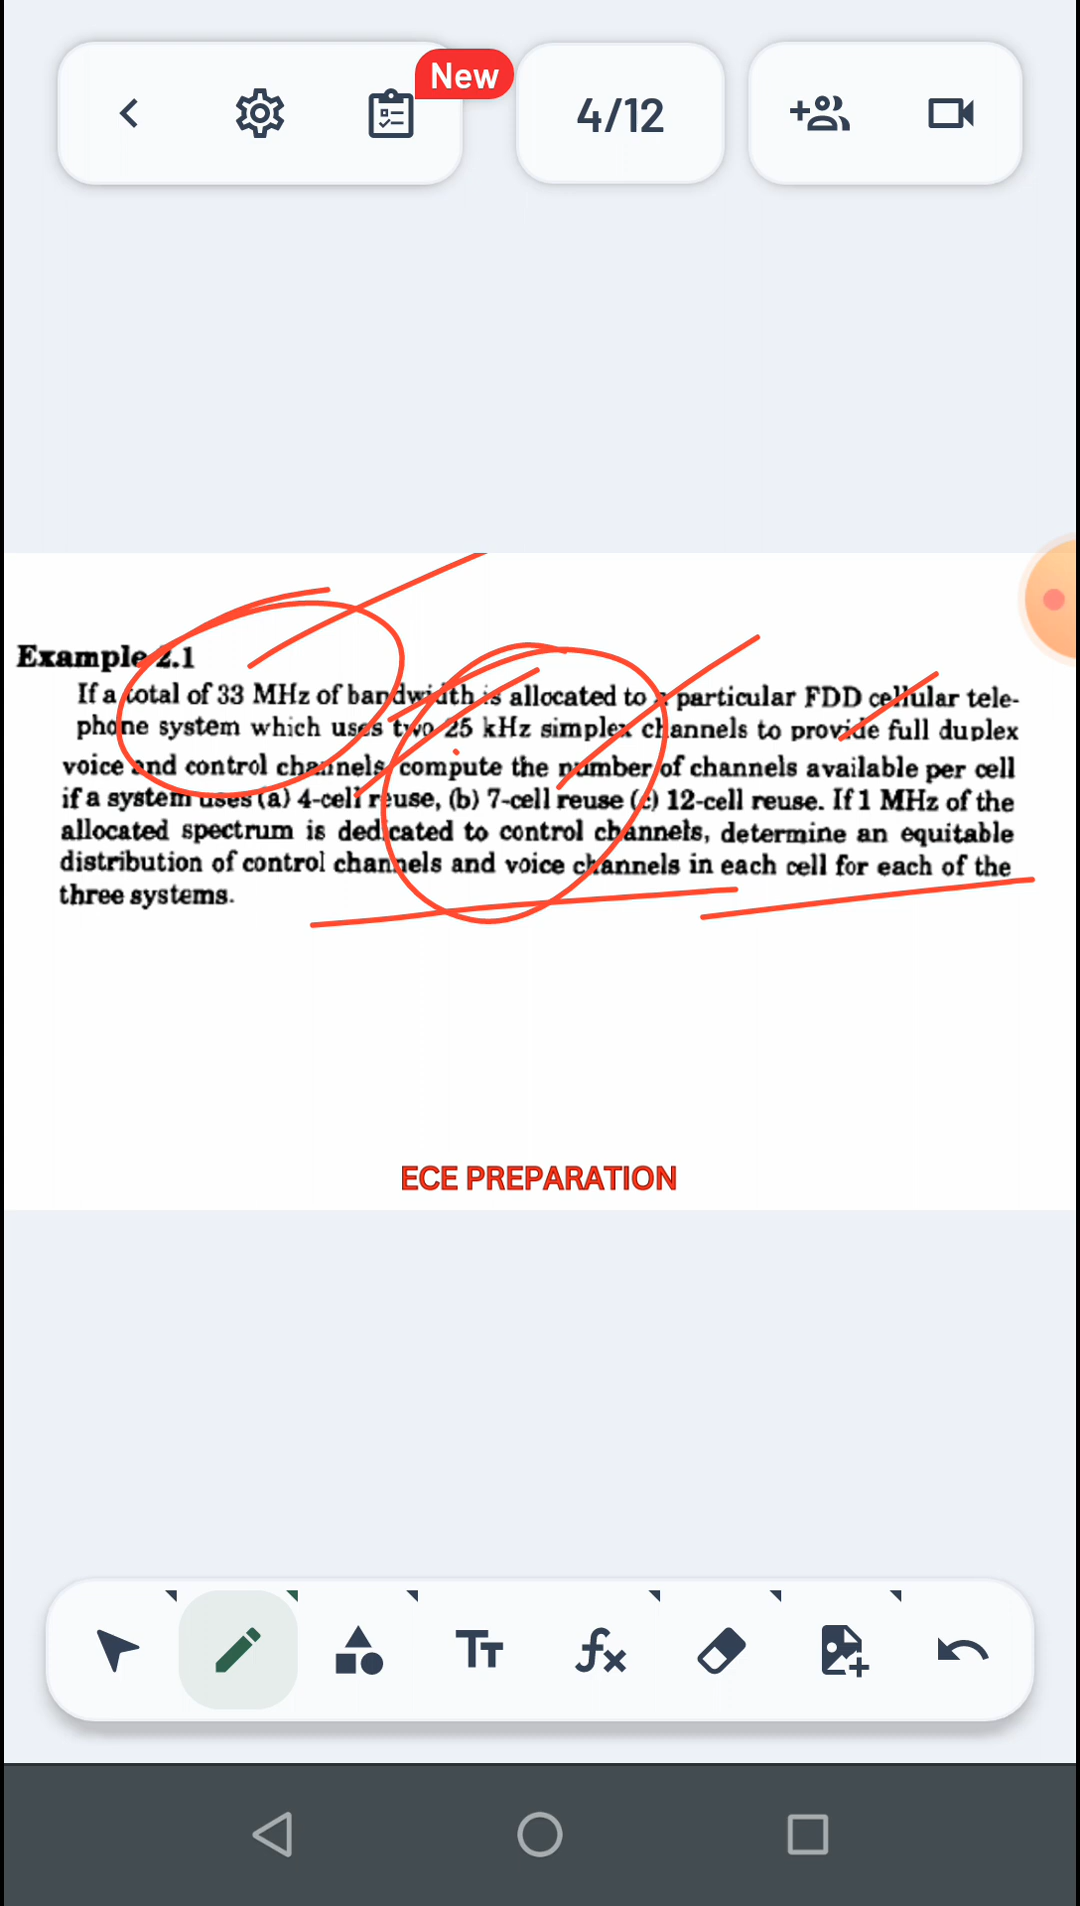 New
4/12
Example 2.1
If a total of 33 MHz of bandwidth is allocated to a particular FDD cellular tele-
phone system which uses two 25 kHz simplex channels to provide full duplex
voice and control channels, compute the number of channels available per cell
if a system uses (a) 4-cell reuse, (b) 7-cell reuse (c) 12-cell reuse. If 1 MHz of the
allocated spectrum is dedicated to control channels, determine an equitable
distribution of control channels and voice channels in each cell for each of the
three systems.
ECE PREPARATION
TT
fx